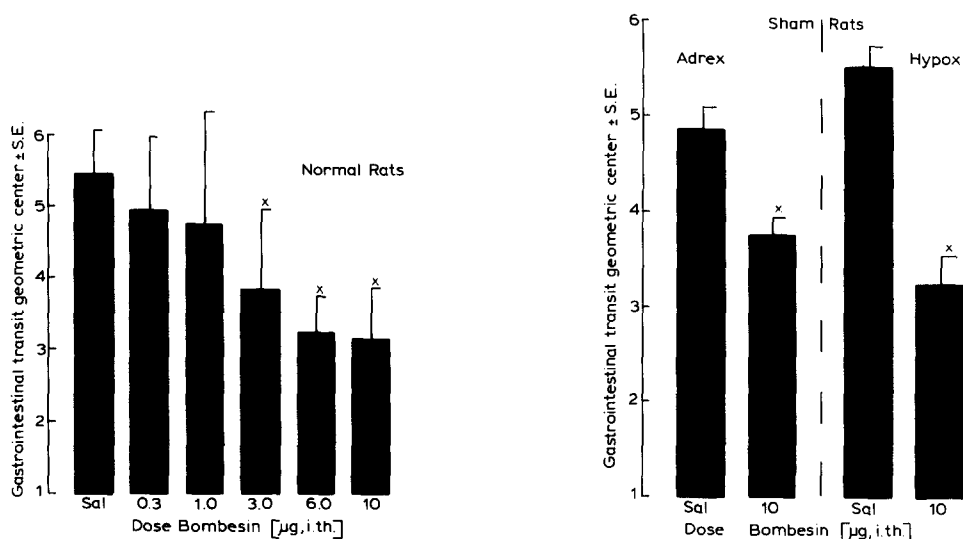 Gastrointestinal transit geometric center ± S.E.
6
5
4
3
2
1
Normal Rats
x
x
x
Sal 0.3 1.0 3.0 6.0 10
Dose Bombesin [µg, i.th.]
Gastrointestinal transit geometric center ± S.E.
6
5
4
3
2
1
Sham Rats
Adrex Hypox
x
x
Sal 10 Sal 10
Dose Bombesin [µg, i.th.]